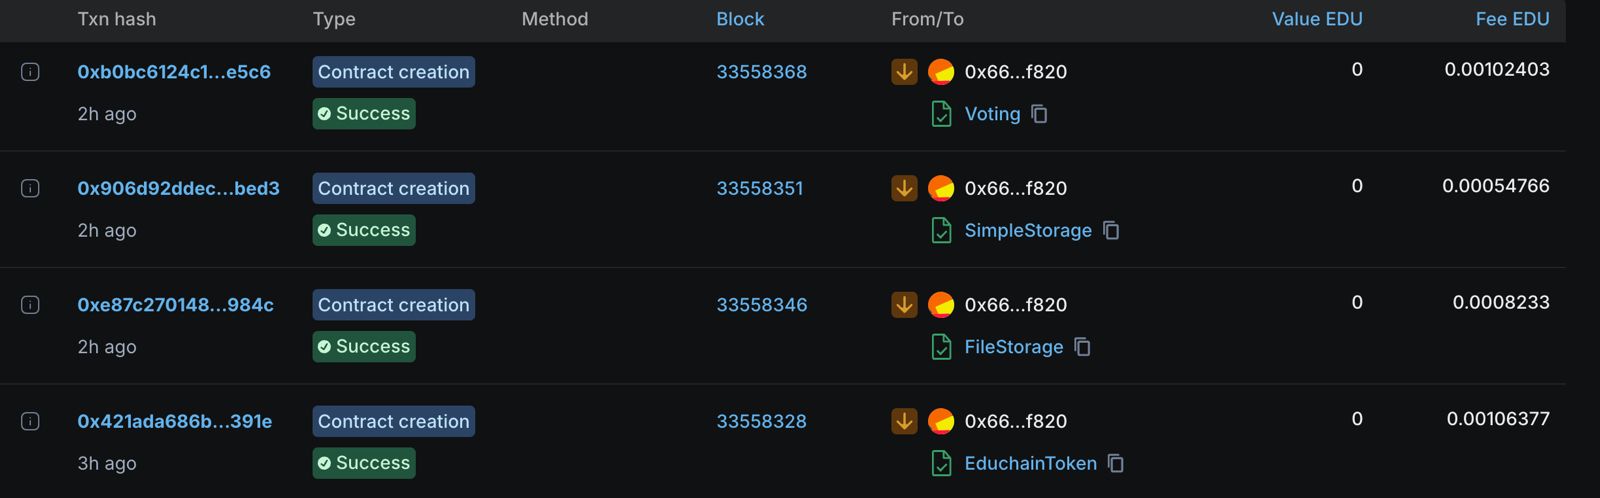 Txn hash Type Method Block From/To Value EDU Fee EDU
0xb0bc6124c1...e5c6 Contract creation 33558368 0x66...f820 0 0.00102403
2h ago Success Voting
0x906d92ddec...bed3 Contract creation 33558351 0x66...f820 0 0.00054766
2h ago Success SimpleStorage
0xe87c270148...984c Contract creation 33558346 0x66...f820 0 0.0008233
2h ago Success FileStorage
0x421ada686b...391e Contract creation 33558328 0x66...f820 0 0.00106377
3h ago Success EduchainToken